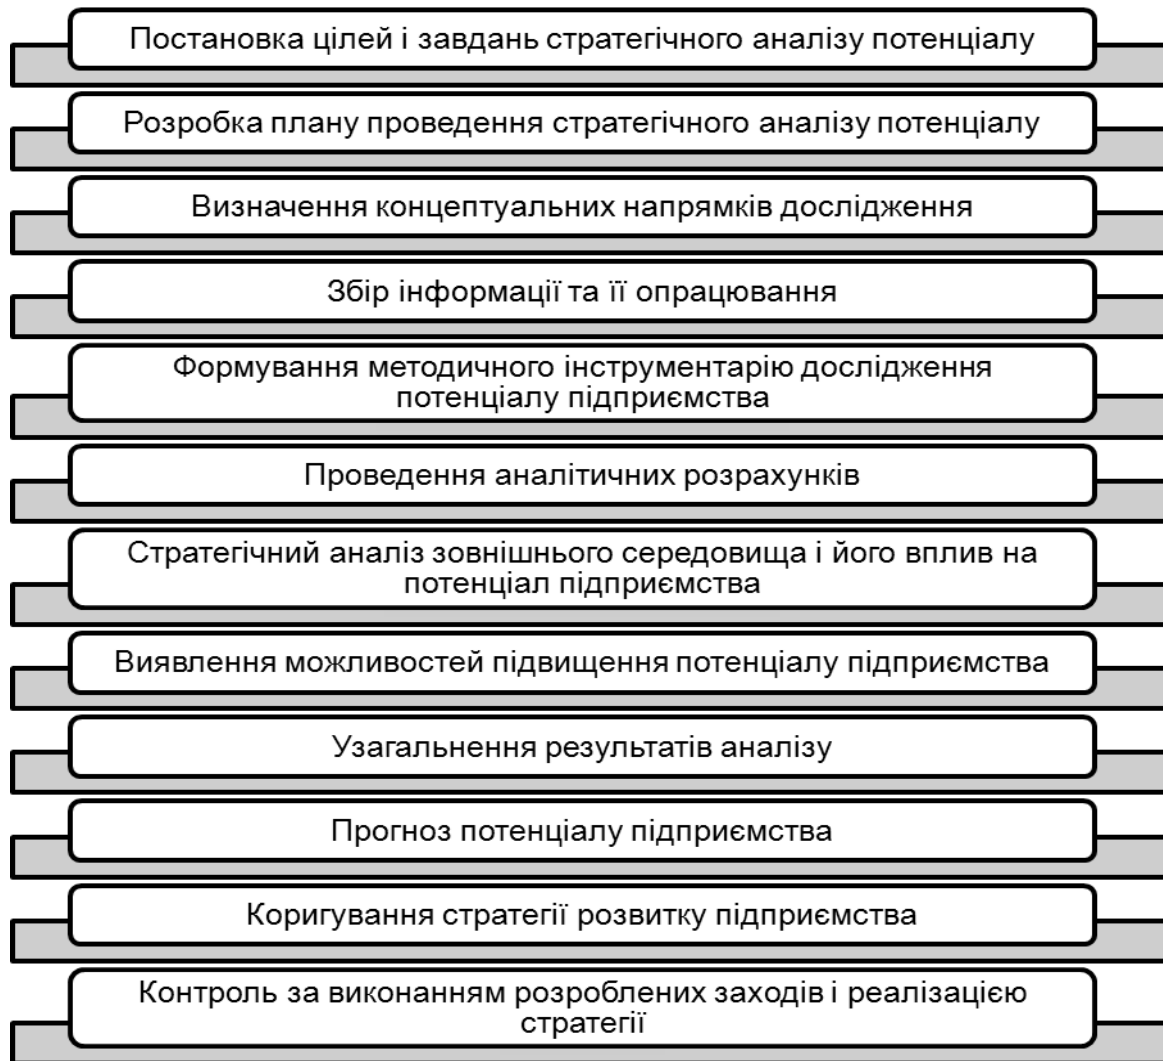 Постановка цілей і завдань стратегічного аналізу потенціалу
Розробка плану проведення стратегічного аналізу потенціалу
Визначення концептуальних напрямків дослідження
Збір інформації та її опрацювання
Формування методичного інструментарію дослідження
потенціалу підприємства
Проведення аналітичних розрахунків
Стратегічний аналіз зовнішнього середовища і його вплив на
потенціал підприємства
Виявлення можливостей підвищення потенціалу підприємства
Узагальнення результатів аналізу
Прогноз потенціалу підприємства
Коригування стратегії розвитку підприємства
Контроль за виконанням розроблених заходів і реалізацією
стратегії